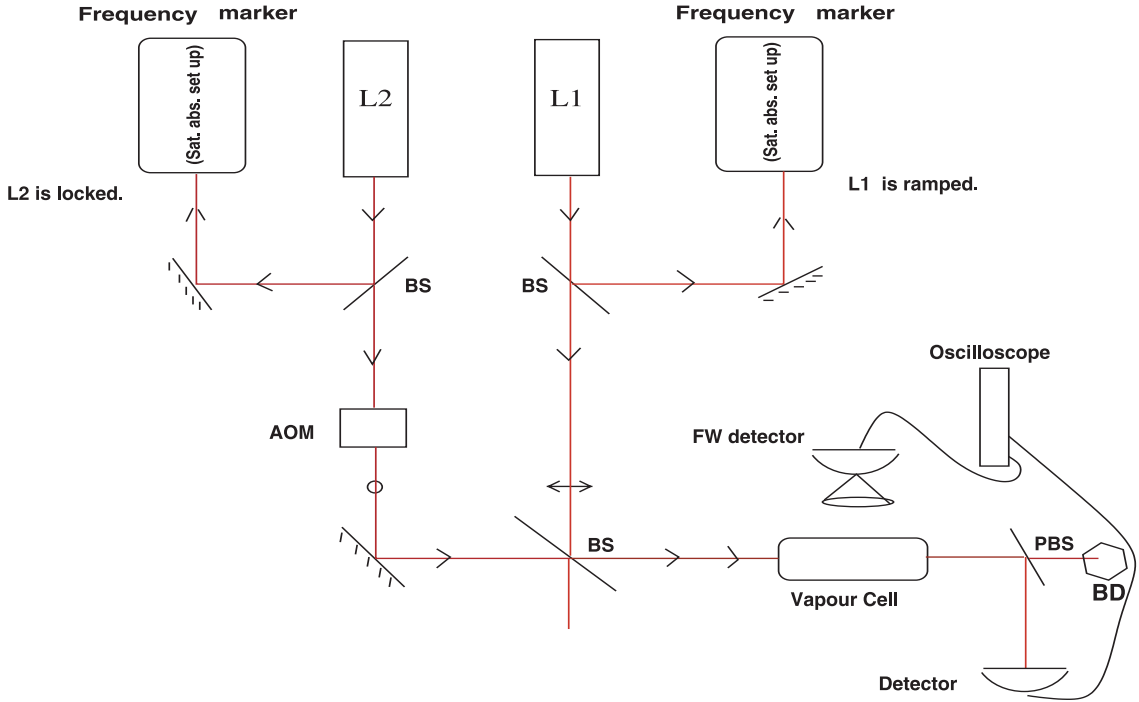 Frequency marker
Frequency marker
(Sat. abs. set up)
L2
L1
(Sat. abs. set up)
L2 is locked.
L1 is ramped.
BS
BS
Oscilloscope
AOM
FW detector
BS
PBS
Vapour Cell
BD
Detector